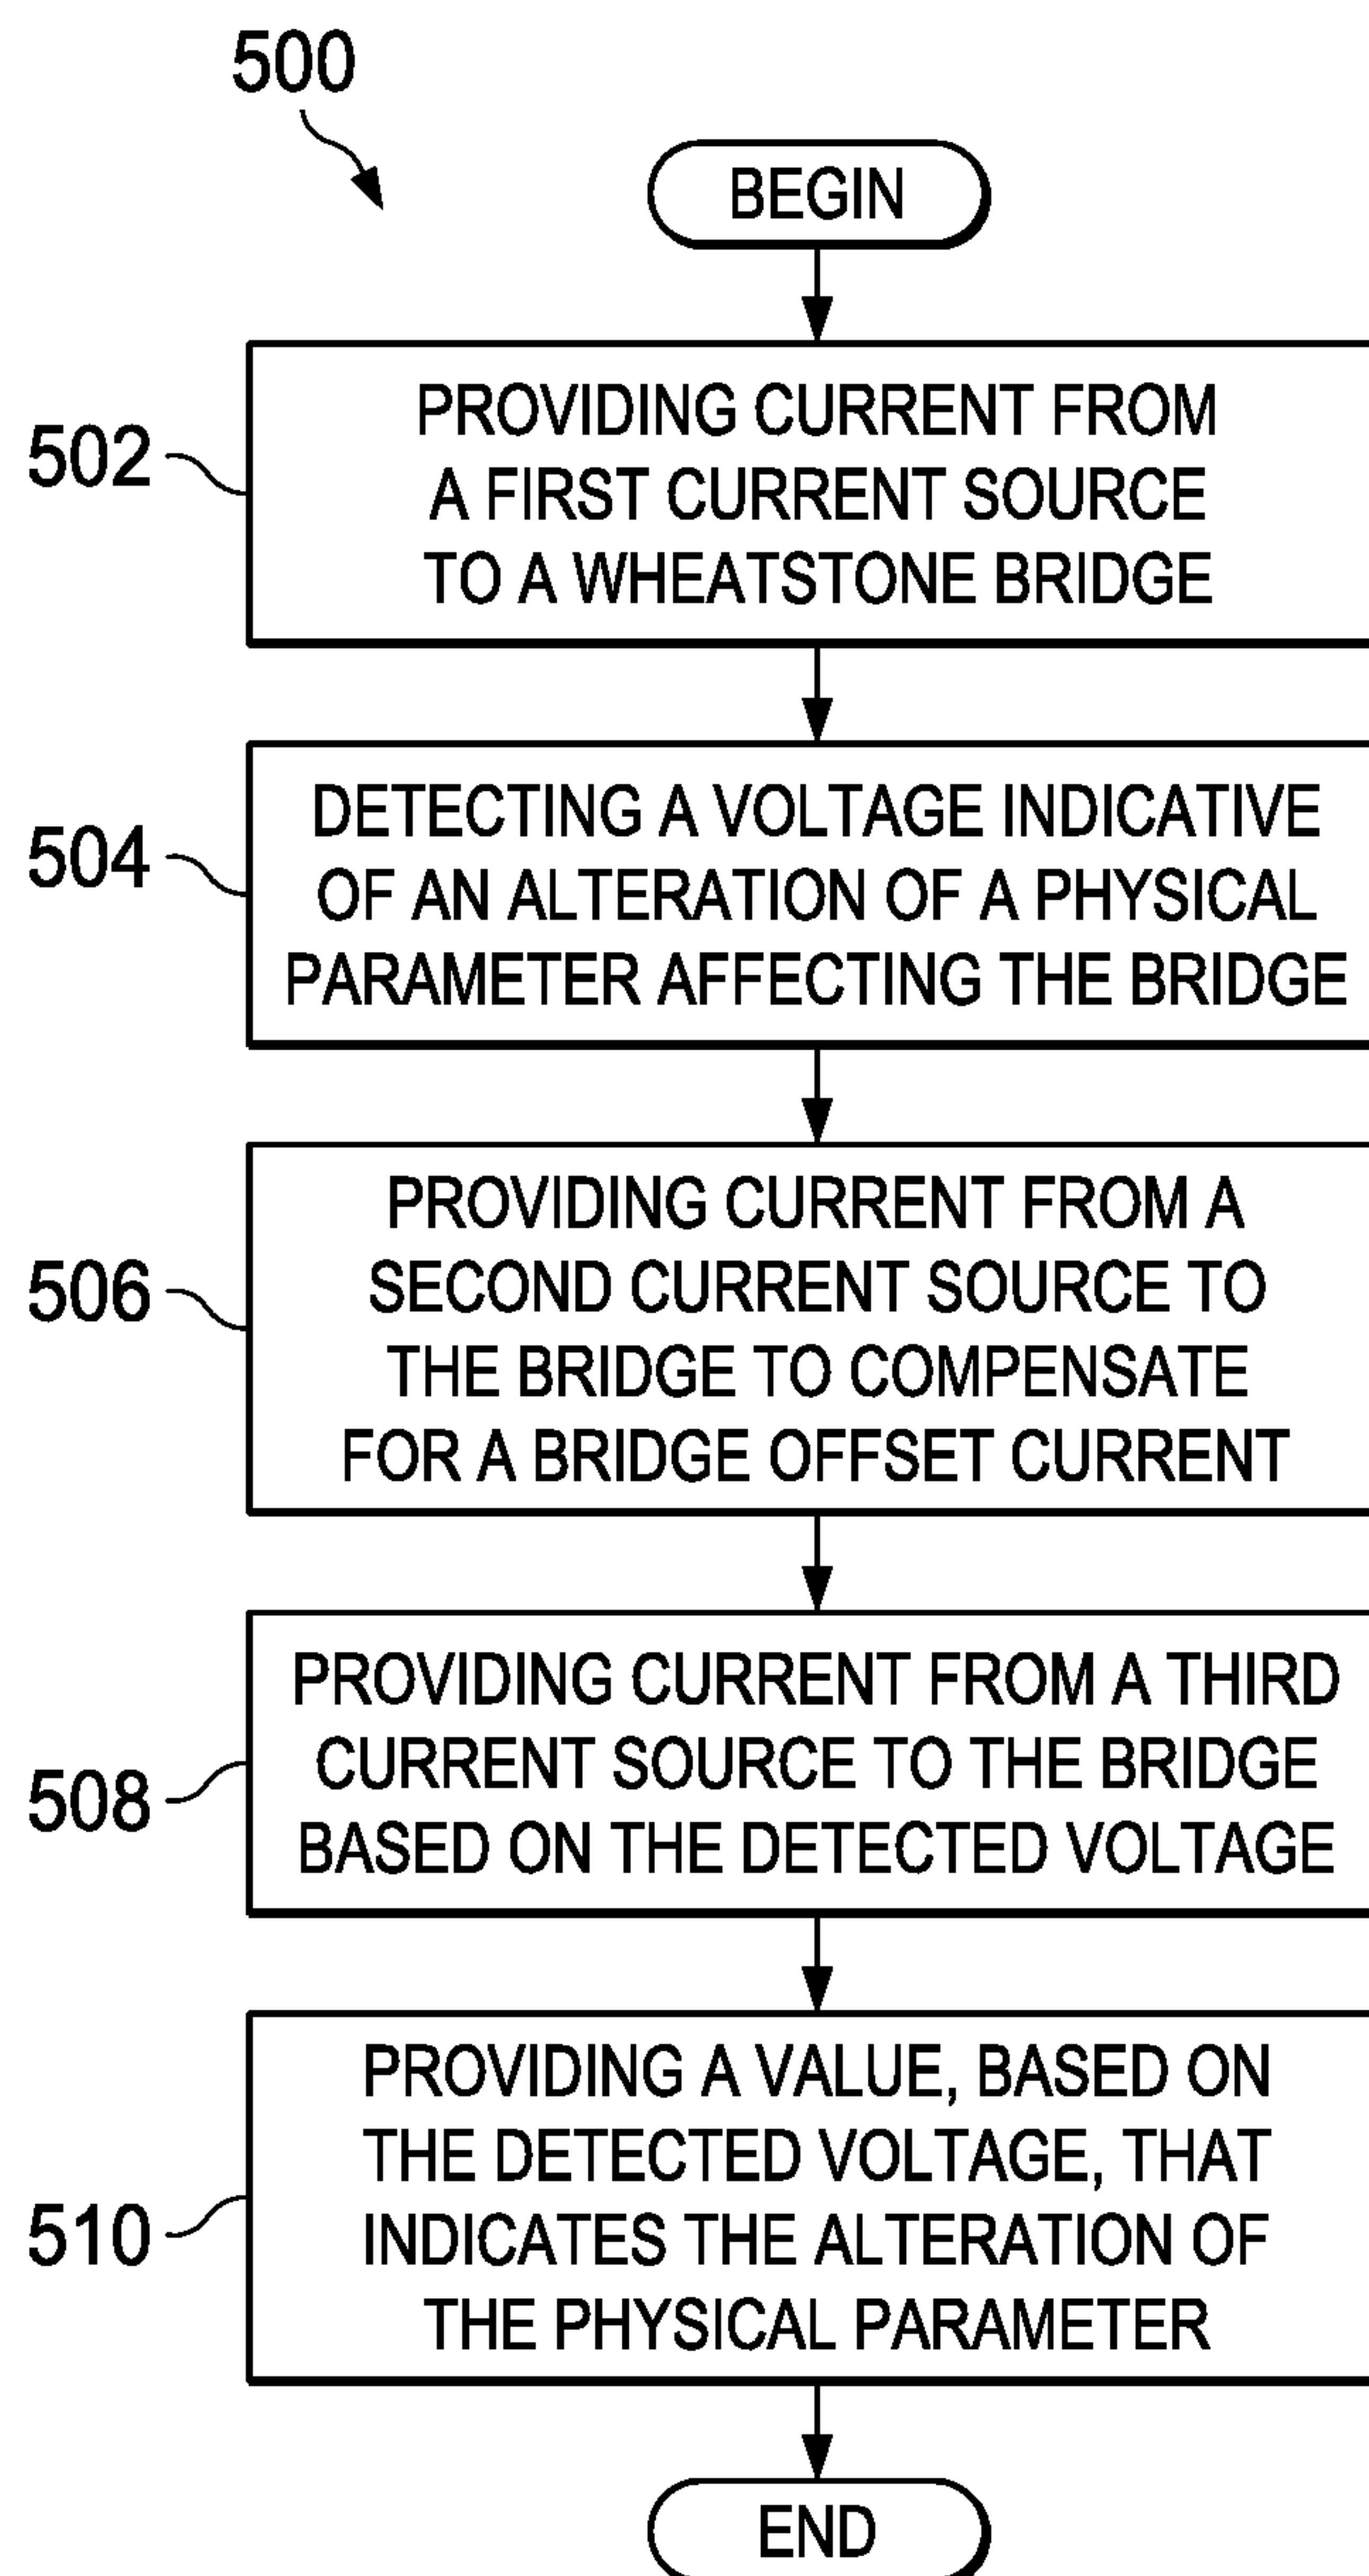 500
BEGIN
502
PROVIDING CURRENT FROM
A FIRST CURRENT SOURCE
TO A WHEATSTONE BRIDGE
504
DETECTING A VOLTAGE INDICATIVE
OF AN ALTERATION OF A PHYSICAL
PARAMETER AFFECTING THE BRIDGE
506
PROVIDING CURRENT FROM A
SECOND CURRENT SOURCE TO
THE BRIDGE TO COMPENSATE
FOR A BRIDGE OFFSET CURRENT
508
PROVIDING CURRENT FROM A THIRD
CURRENT SOURCE TO THE BRIDGE
BASED ON THE DETECTED VOLTAGE
510
PROVIDING A VALUE, BASED ON
THE DETECTED VOLTAGE, THAT
INDICATES THE ALTERATION OF
THE PHYSICAL PARAMETER
END